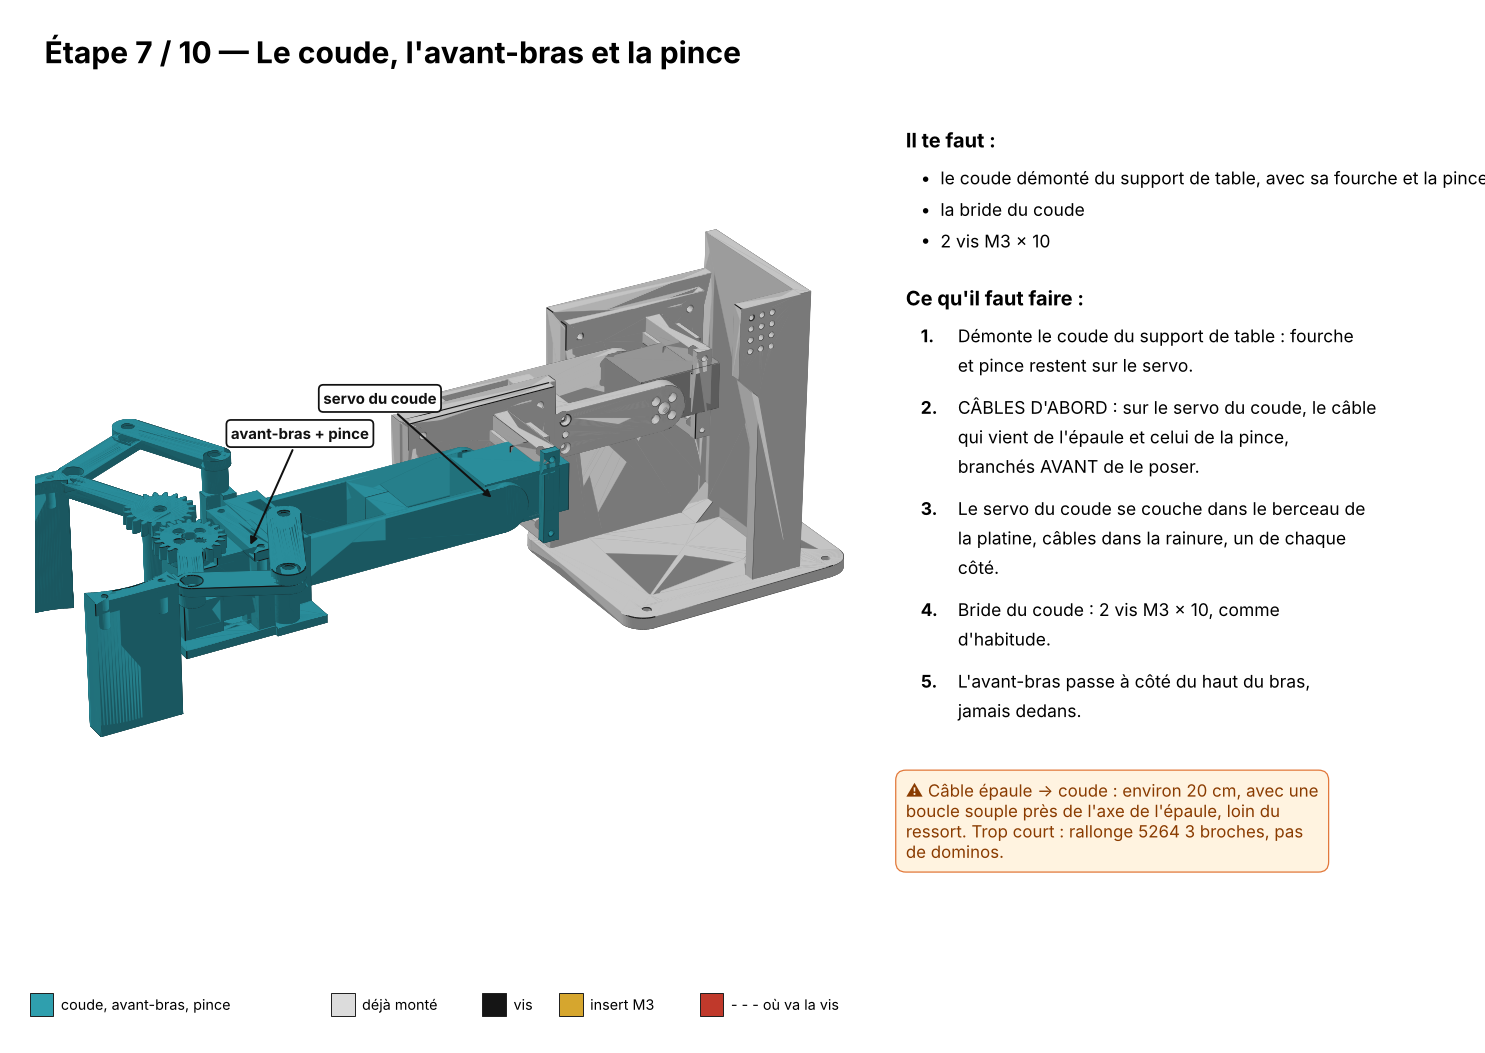 Étape 7 / 10 — Le coude, l'avant-bras et la pince
Il te faut :
• le coude démonté du support de table, avec sa fourche et la pince
• la bride du coude
• 2 vis M3 × 10
Ce qu'il faut faire :
1. Démonte le coude du support de table : fourche
et pince restent sur le servo.
2. CÂBLES D'ABORD : sur le servo du coude, le câble
qui vient de l'épaule et celui de la pince,
branchés AVANT de le poser.
3. Le servo du coude se couche dans le berceau de
la platine, câbles dans la rainure, un de chaque
côté.
4. Bride du coude : 2 vis M3 × 10, comme
d'habitude.
5. L'avant-bras passe à côté du haut du bras,
jamais dedans.
⚠ Câble épaule → coude : environ 20 cm, avec une
boucle souple près de l'axe de l'épaule, loin du
ressort. Trop court : rallonge 5264 3 broches, pas
de dominos.
servo du coude
avant-bras + pince
coude, avant-bras, pince
déjà monté
vis
insert M3
- - - où va la vis